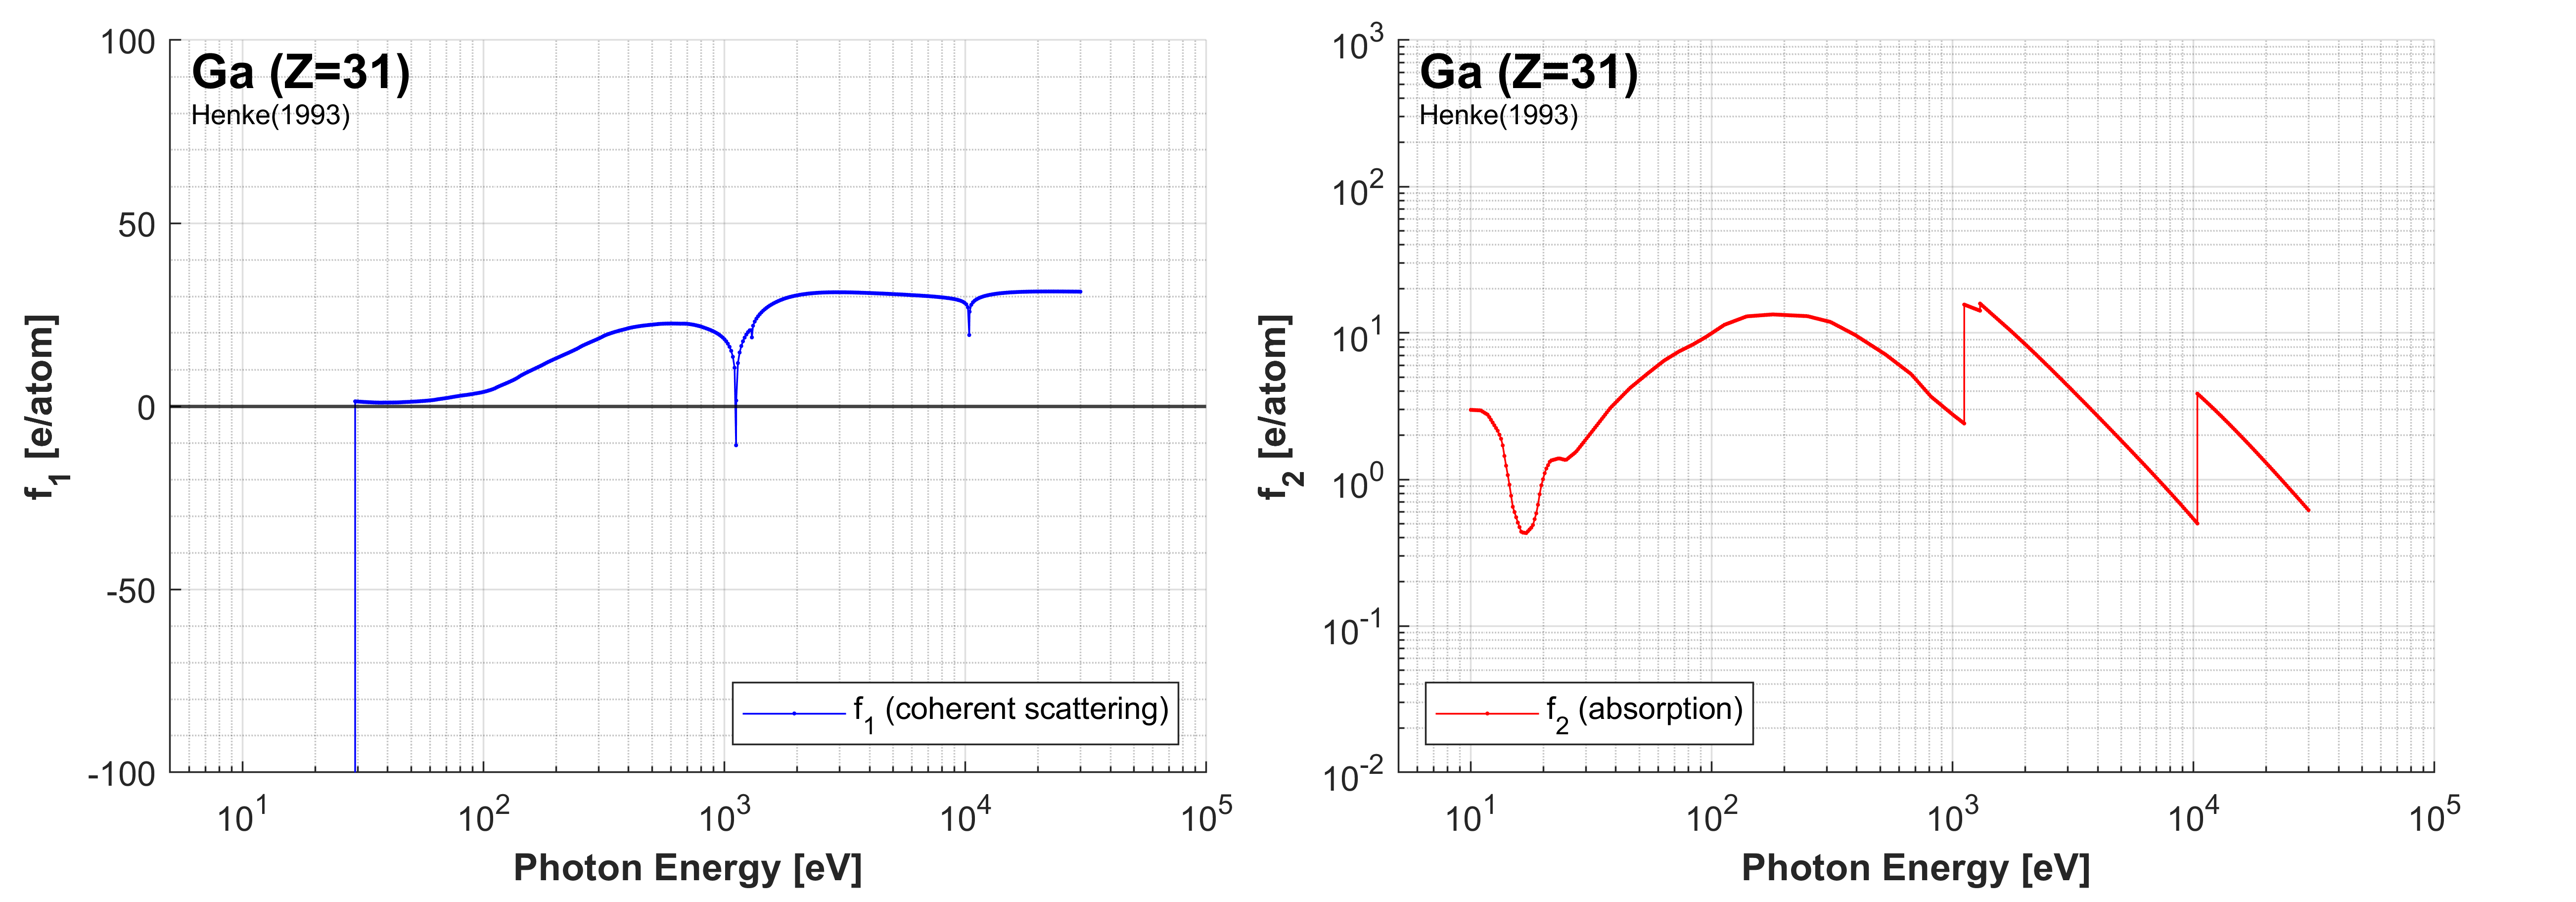 Ga (Z=31)
Henke(1993)
100
50
0
-50
-100
f1 [e/atom]
10^1
10^2
10^3
10^4
10^5
Photon Energy [eV]
f1 (coherent scattering)
Ga (Z=31)
Henke(1993)
10^3
10^2
10^1
10^0
10^-1
10^-2
f2 [e/atom]
10^1
10^2
10^3
10^4
10^5
Photon Energy [eV]
f2 (absorption)